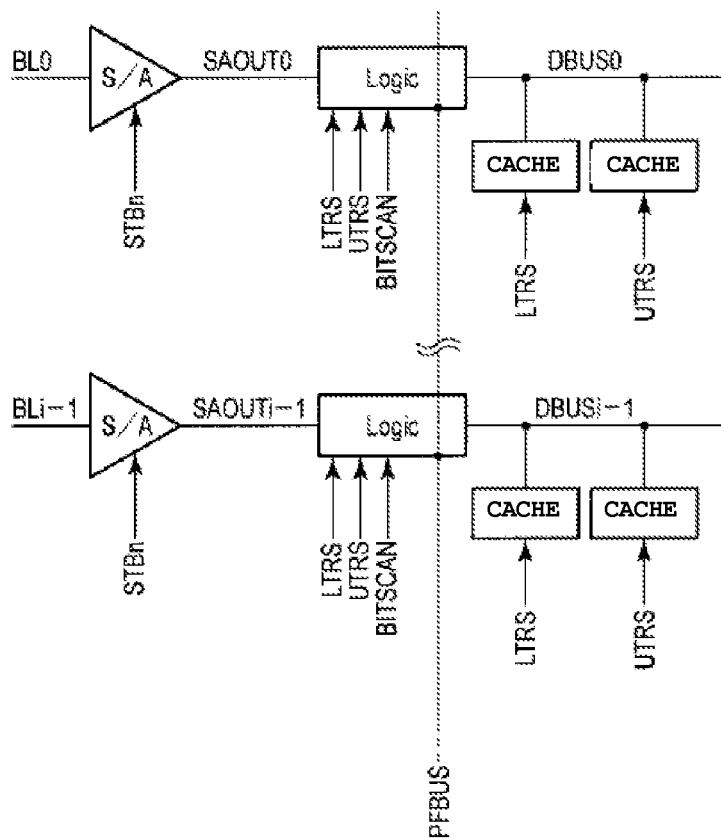 BL0
S/A
SAOUT0
Logic
DBUS0
CACHE
CACHE
STBn
LTRS
UTRS
BITSCAN
LTRS
UTRS
BLi-1
S/A
SAOUTi-1
Logic
DBUSi-1
CACHE
CACHE
STBn
LTRS
UTRS
BITSCAN
LTRS
UTRS
PFBUS